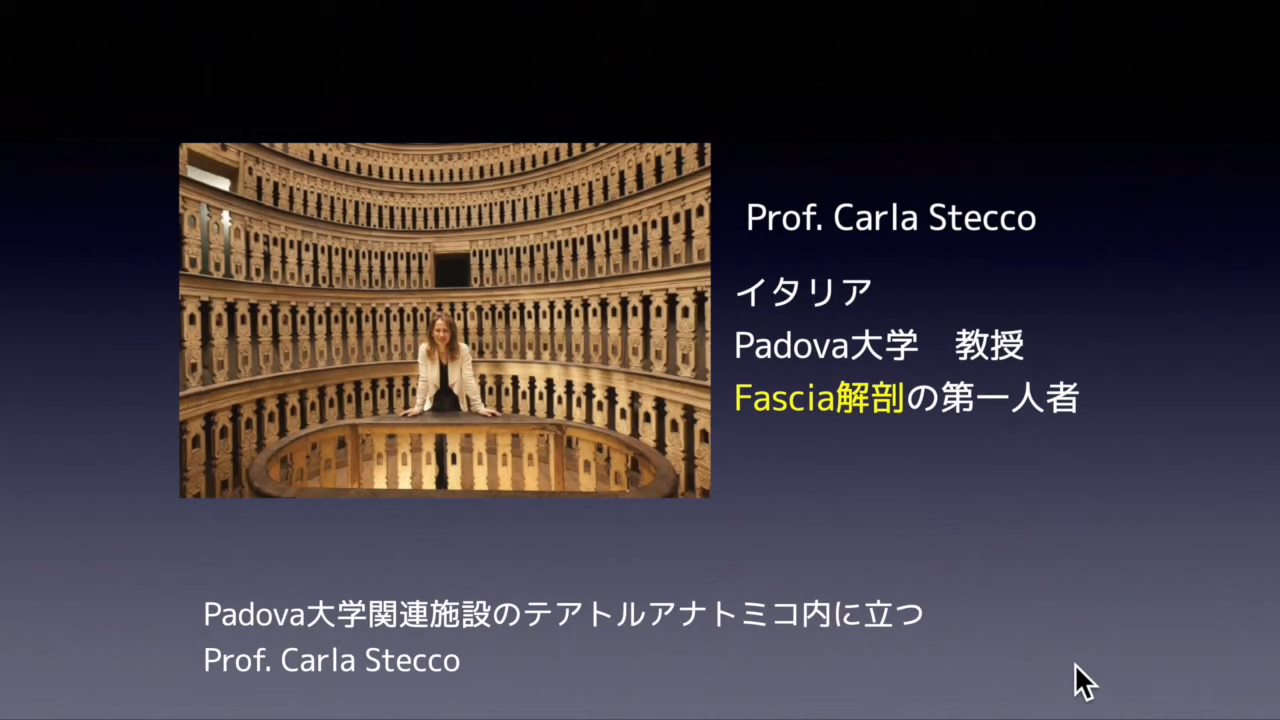 Prof. Carla Stecco
イタリア
Padova大学　教授
Fascia解剖の第一人者
Padova大学関連施設のテアトルアナトミコ内に立つ
Prof. Carla Stecco